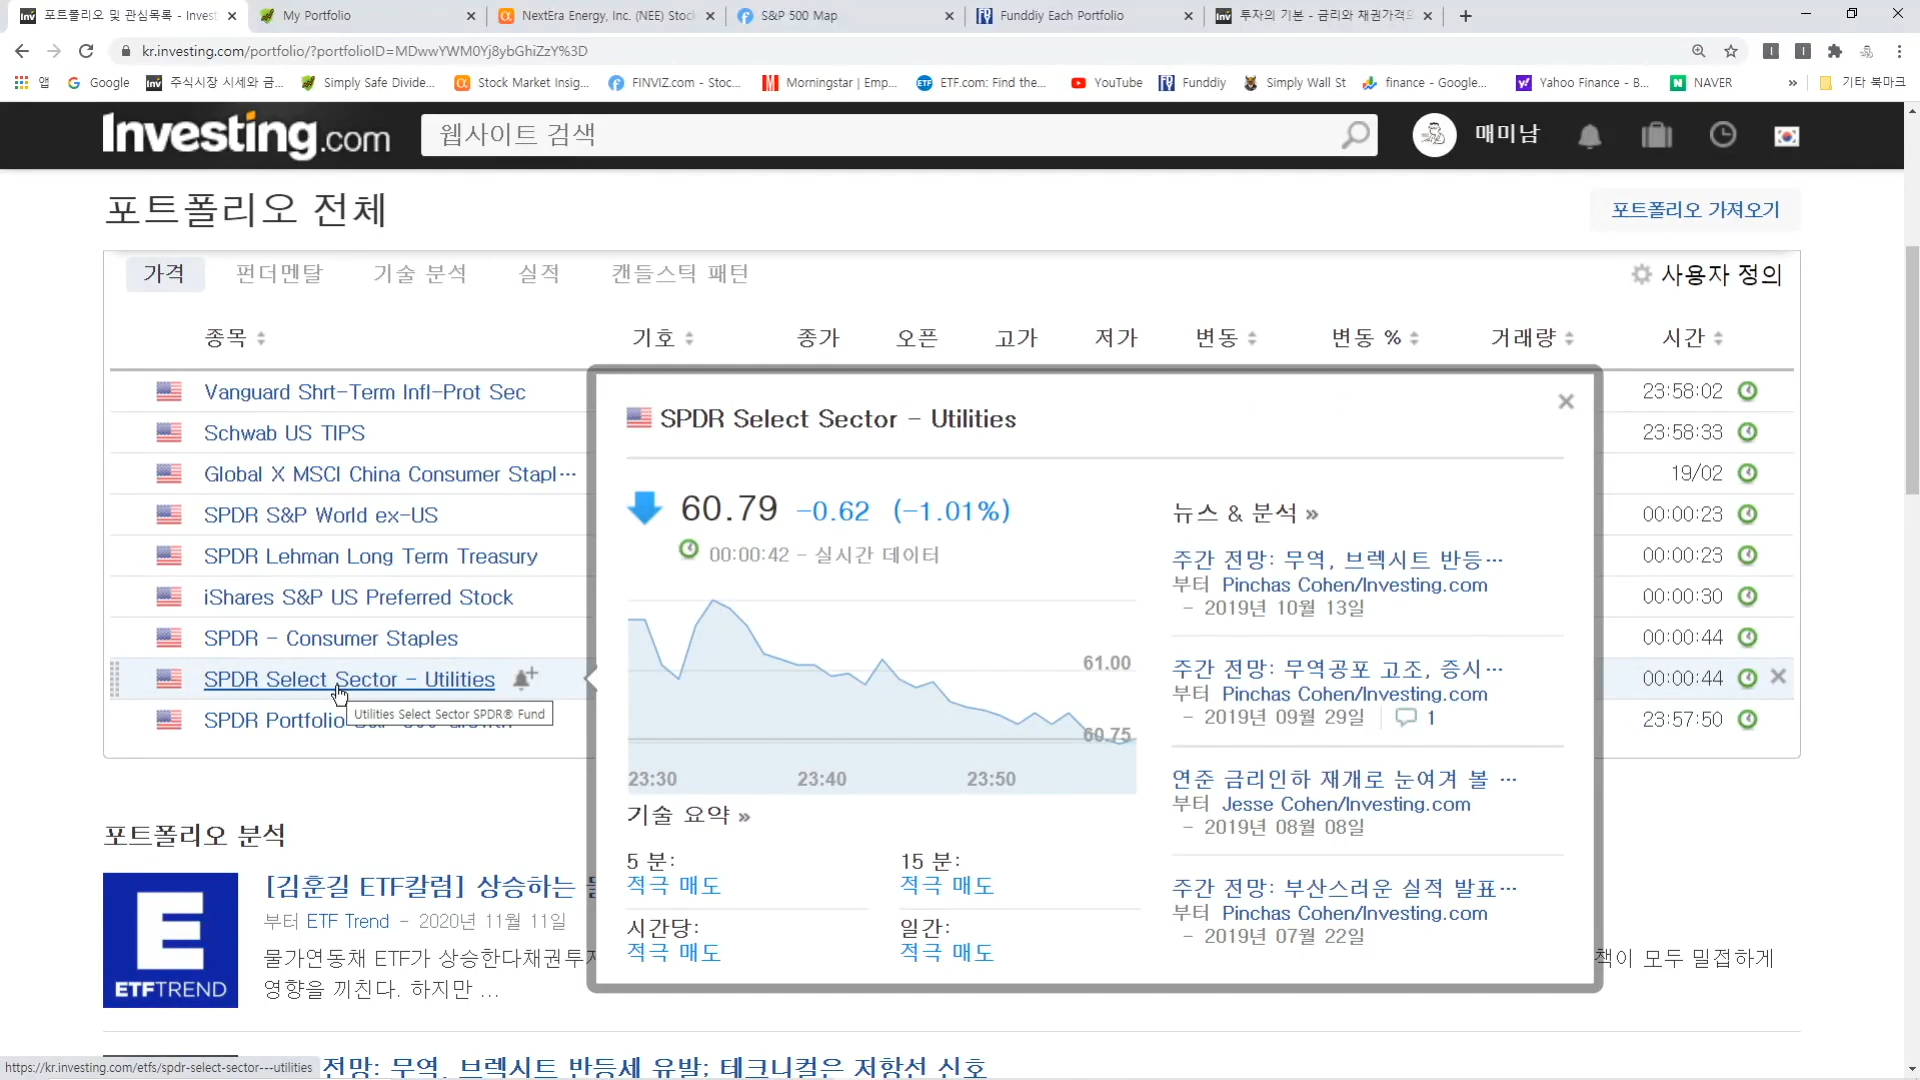 포트폴리오 및 관심목록 - Invest
My Portfolio
NextEra Energy, Inc. (NEE) Stoc
S&P 500 Map
Funddiy Each Portfolio
투자의 기본 - 금리와 채권가격의
kr.investing.com/portfolio/?portfolioID=MDwwYWM0Yj8ybGhiZzY%3D
앱
Google
주식시장 시세와 금...
Simply Safe Divide...
Stock Market Insig...
FINVIZ.com - Stoc...
Morningstar | Emp...
ETF.com: Find the...
YouTube
Funddiy
Simply Wall St
finance - Google...
Yahoo Finance - B...
NAVER
»
기타 북마크
Investing.com
웹사이트 검색
매미남
포트폴리오 전체
포트폴리오 가져오기
가격
펀더멘탈
기술 분석
실적
캔들스틱 패턴
사용자 정의
종목
기호
종가
오픈
고가
저가
변동
변동 %
거래량
시간
Vanguard Shrt-Term Infl-Prot Sec
23:58:02
Schwab US TIPS
23:58:33
Global X MSCI China Consumer Stapl...
19/02
SPDR S&P World ex-US
00:00:23
SPDR Lehman Long Term Treasury
00:00:23
iShares S&P US Preferred Stock
00:00:30
SPDR - Consumer Staples
00:00:44
SPDR Select Sector - Utilities
00:00:44
Utilities Select Sector SPDR® Fund
SPDR Portfolio
23:57:50
SPDR Select Sector - Utilities
60.79 -0.62 (-1.01%)
00:00:42 - 실시간 데이터
61.00
60.75
23:30
23:40
23:50
기술 요약 »
5 분:
적극 매도
15 분:
적극 매도
시간당:
적극 매도
일간:
적극 매도
뉴스 & 분석 »
주간 전망: 무역, 브렉시트 반등...
부터 Pinchas Cohen/Investing.com
- 2019년 10월 13일
주간 전망: 무역공포 고조, 증시...
부터 Pinchas Cohen/Investing.com
- 2019년 09월 29일
1
연준 금리인하 재개로 눈여겨 볼 ...
부터 Jesse Cohen/Investing.com
- 2019년 08월 08일
주간 전망: 부산스러운 실적 발표...
부터 Pinchas Cohen/Investing.com
- 2019년 07월 22일
포트폴리오 분석
E
ETFTREND
[김훈길 ETF칼럼] 상승하는
부터 ETF Trend - 2020년 11월 11일
물가연동채 ETF가 상승한다채권투자
책이 모두 밀접하게
영향을 끼친다. 하지만 ...
전망: 무역, 브렉시트 반등세 유발; 테크니컬은 저항선 신호
https://kr.investing.com/etfs/spdr-select-sector---utilities